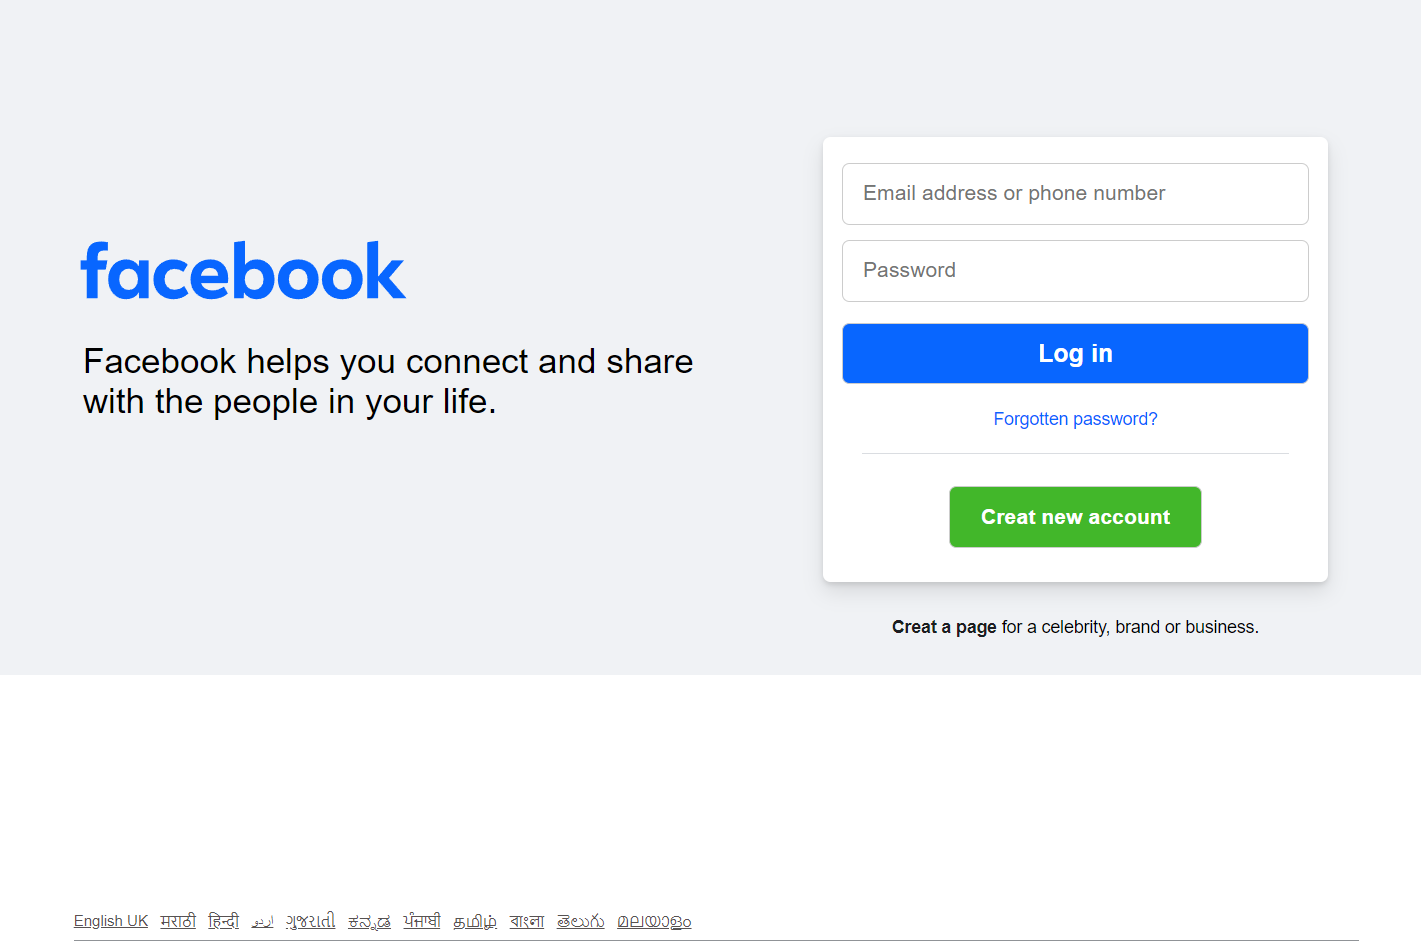 facebook
Facebook helps you connect and share
with the people in your life.
Email address or phone number
Password
Log in
Forgotten password?
Creat new account
Creat a page for a celebrity, brand or business.
English UK मराठी हिन्दी اردو ગુજરાતી ಕನ್ನಡ ਪੰਜਾਬੀ தமிழ் বাংলা తెలుగు മലയാളം